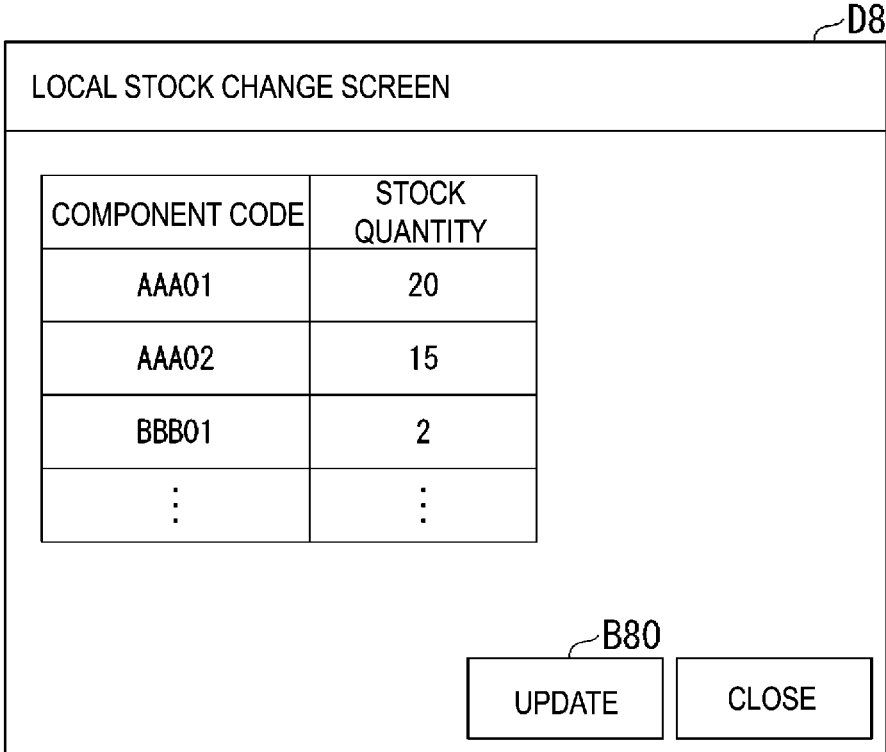 D8
LOCAL STOCK CHANGE SCREEN
COMPONENT CODE
STOCK
QUANTITY
AAA01
20
AAA02
15
BBB01
2
⋮
⋮
B80
UPDATE
CLOSE